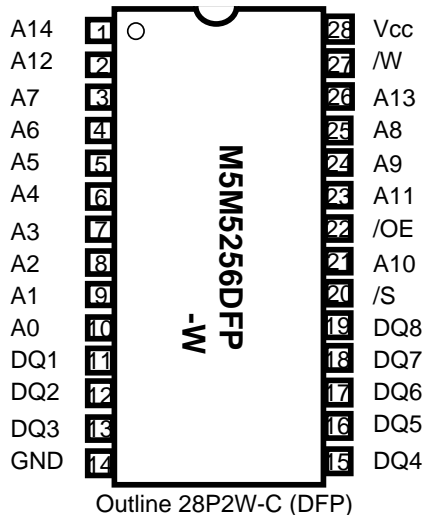 A14 1 28 Vcc
A12 2 27 /W
A7 3 26 A13
A6 4 25 A8
A5 5 24 A9
A4 6 23 A11
A3 7 22 /OE
A2 8 21 A10
A1 9 20 /S
A0 10 19 DQ8
DQ1 11 18 DQ7
DQ2 12 17 DQ6
DQ3 13 16 DQ5
GND 14 15 DQ4
M5M5256DFP
-W
Outline 28P2W-C (DFP)